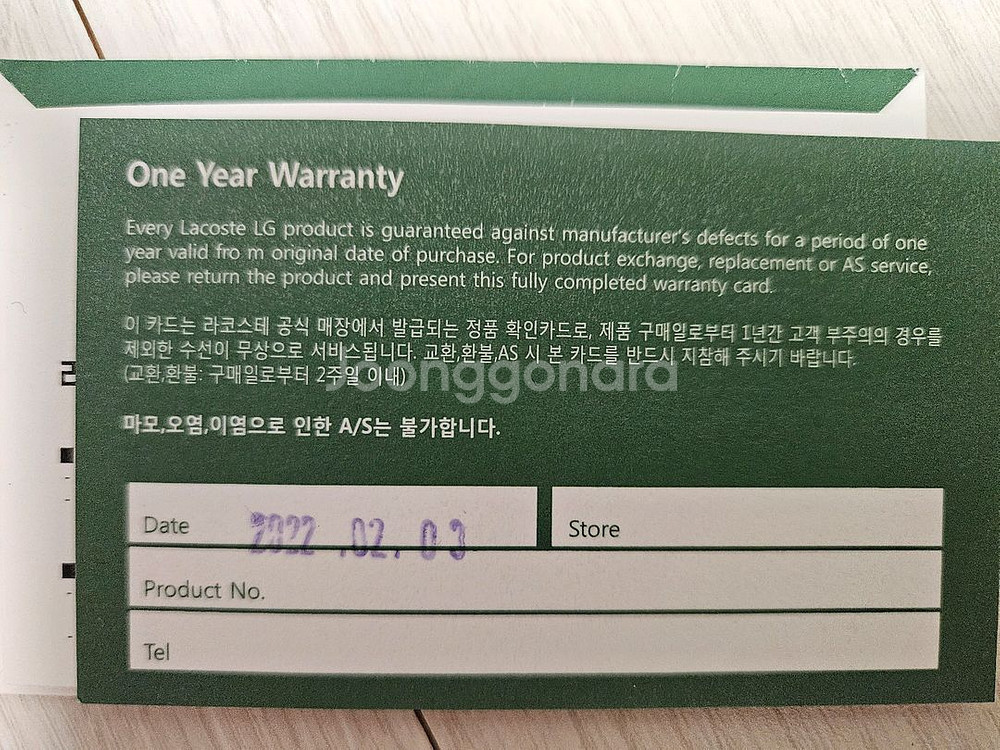 One Year Warranty
Every Lacoste LG product is guaranteed against manufacturer's defects for a period of one
year valid fro m original date of purchase. For product exchange, replacement or AS service,
please return the product and present this fully completed warranty card.
이 카드는 라코스테 공식 매장에서 발급되는 정품 확인카드로, 제품 구매일로부터 1년간 고객 부주의의 경우를
제외한 수선이 무상으로 서비스됩니다. 교환,환불,AS 시 본 카드를 반드시 지참해 주시기 바랍니다.
(교환,환불: 구매일로부터 2주일 이내)
Joonggonara
마모,오염,이염으로 인한 A/S는 불가합니다.
Date 2022 .02. 03
Store
Product No.
Tel